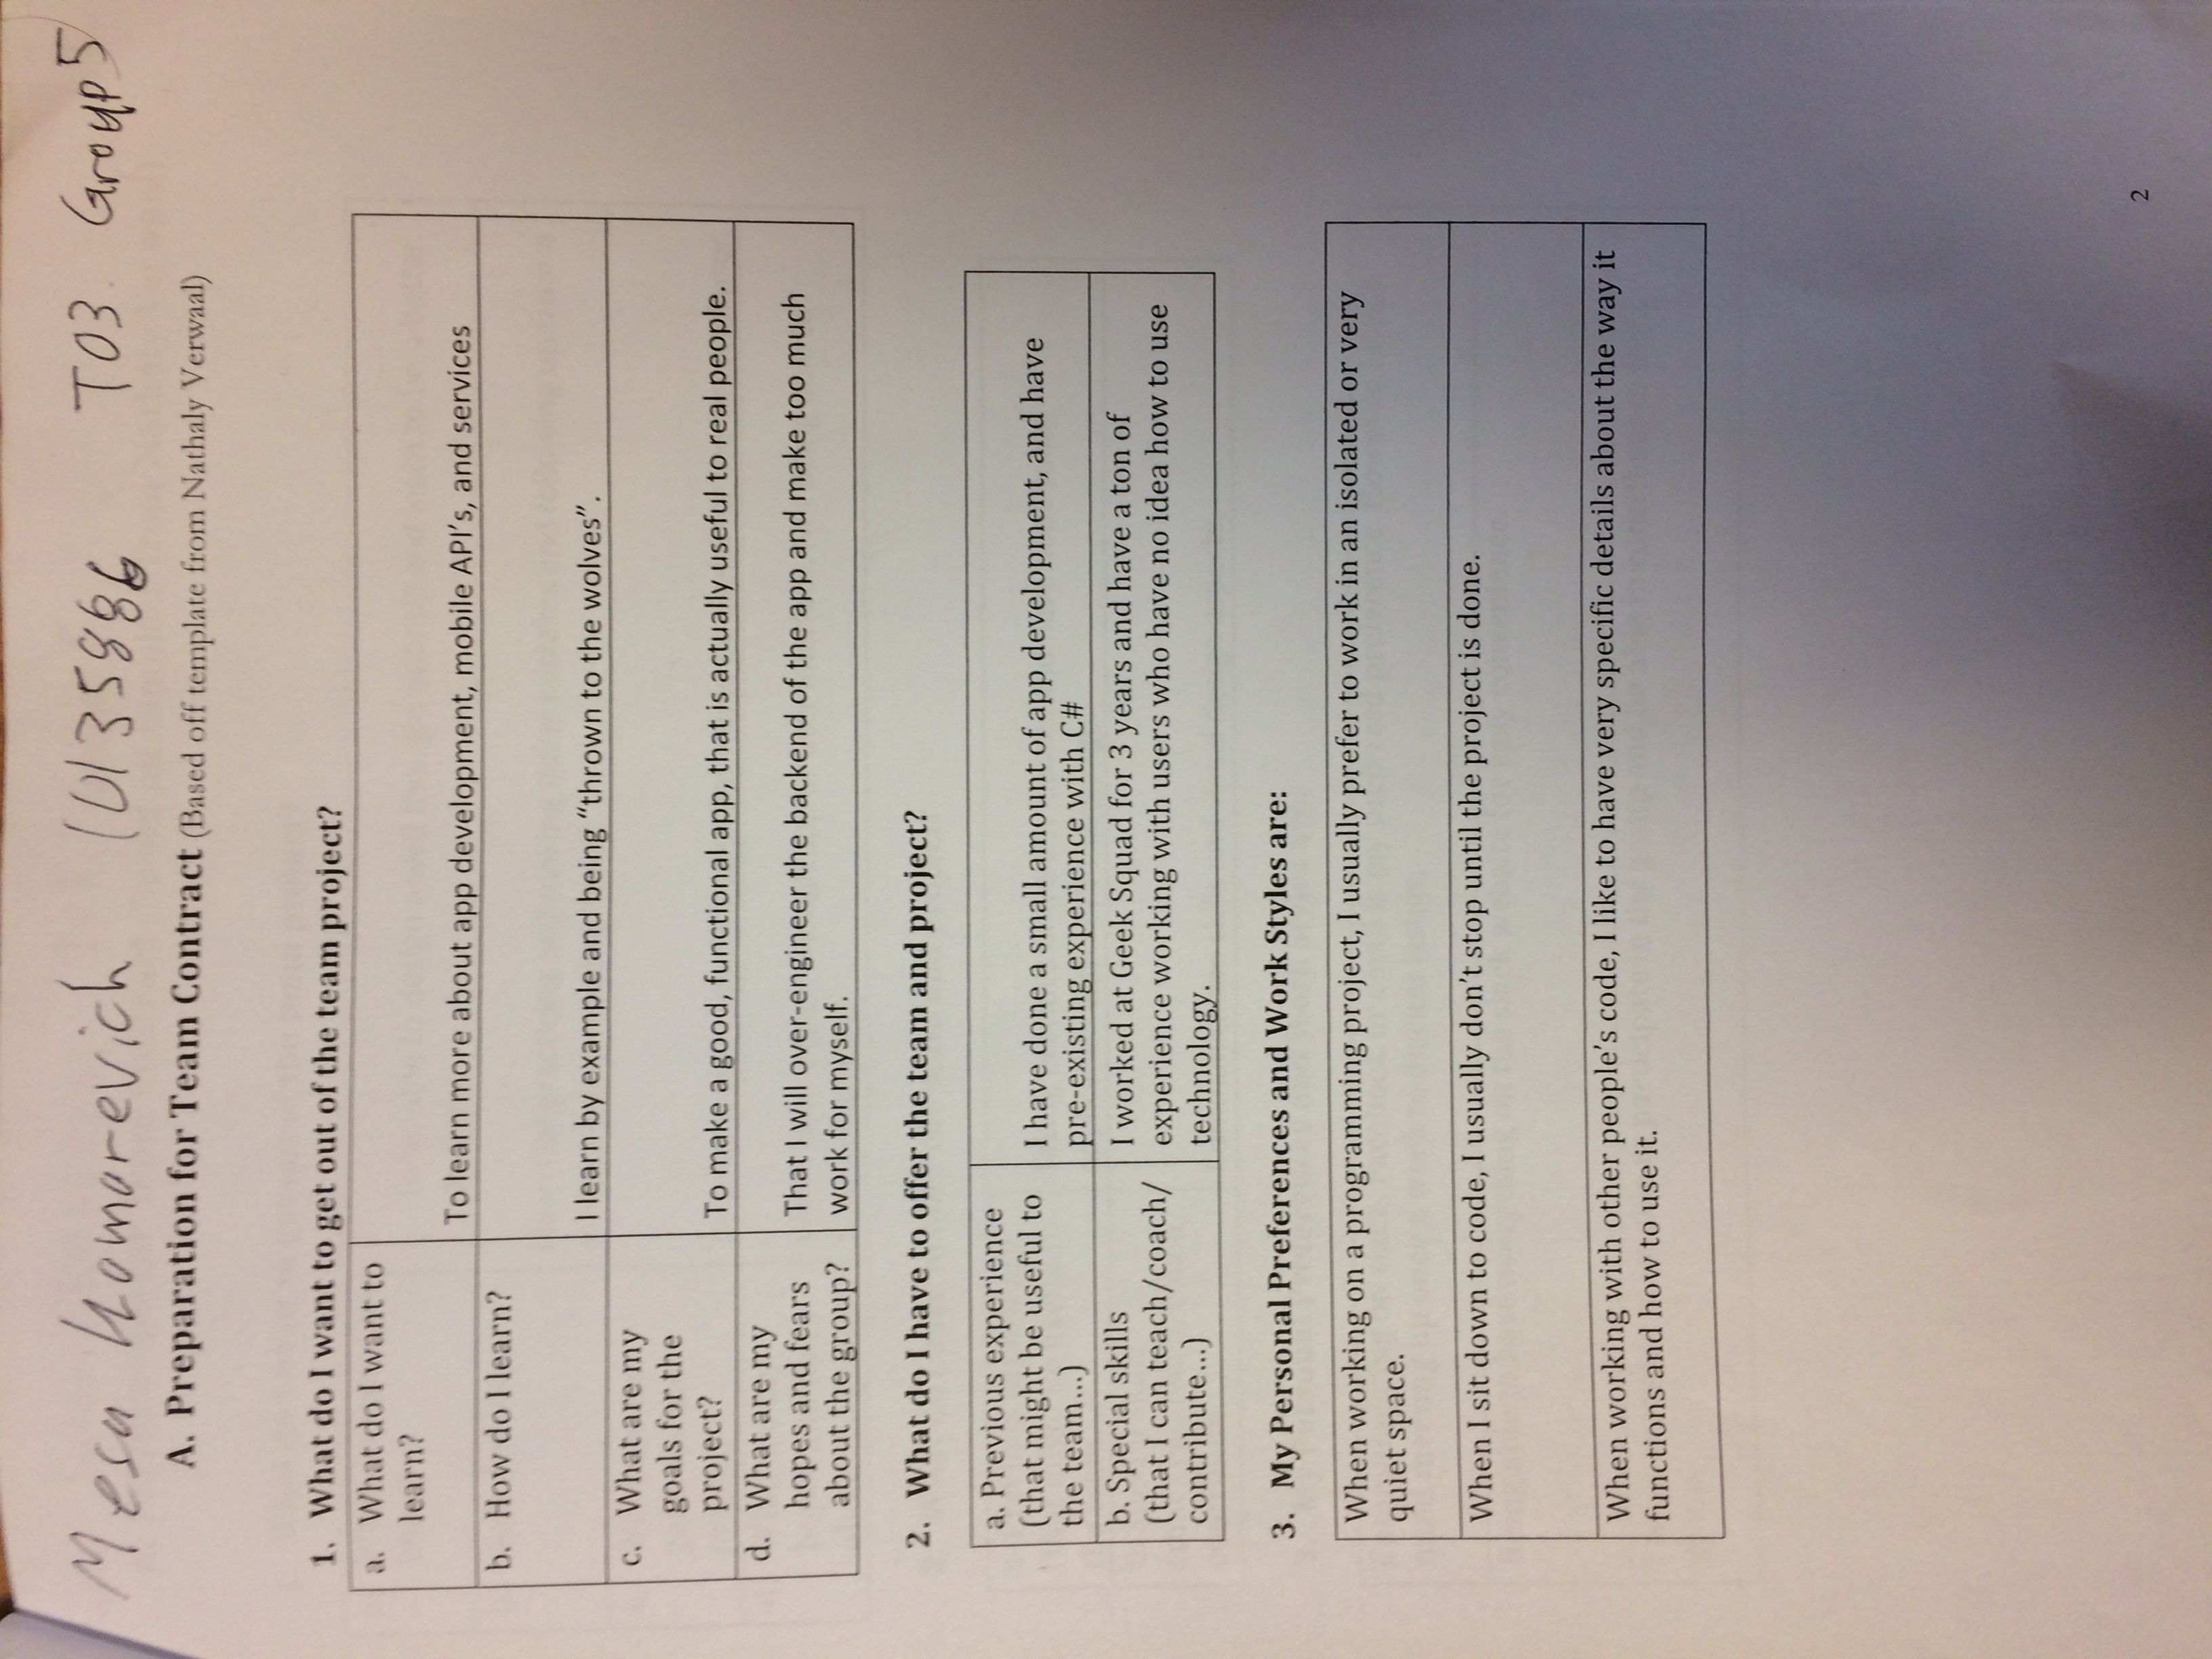 Mesa Komarevich 10135886 T03 Group 5
A. Preparation for Team Contract (Based off template from Nathaly Verwaal)
1. What do I want to get out of the team project?
a. What do I want to
learn?
To learn more about app development, mobile API's, and services
b. How do I learn?
I learn by example and being “thrown to the wolves”.
c. What are my
goals for the
project?
To make a good, functional app, that is actually useful to real people.
d. What are my
hopes and fears
about the group?
That I will over-engineer the backend of the app and make too much
work for myself.
2. What do I have to offer the team and project?
a. Previous experience
(that might be useful to
the team...)
I have done a small amount of app development, and have
pre-existing experience with C#
b. Special skills
(that I can teach/coach/
contribute...)
I worked at Geek Squad for 3 years and have a ton of
experience working with users who have no idea how to use
technology.
3. My Personal Preferences and Work Styles are:
When working on a programming project, I usually prefer to work in an isolated or very
quiet space.
When I sit down to code, I usually don't stop until the project is done.
When working with other people's code, I like to have very specific details about the way it
functions and how to use it.
2